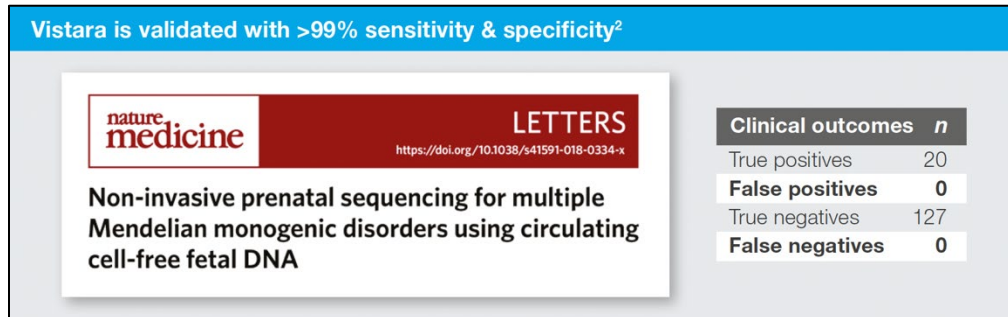 Vistara is validated with >99% sensitivity & specificity²
nature
medicine
LETTERS
https://doi.org/10.1038/s41591-018-0334-x
Non-invasive prenatal sequencing for multiple
Mendelian monogenic disorders using circulating
cell-free fetal DNA
Clinical outcomes n
True positives 20
False positives 0
True negatives 127
False negatives 0